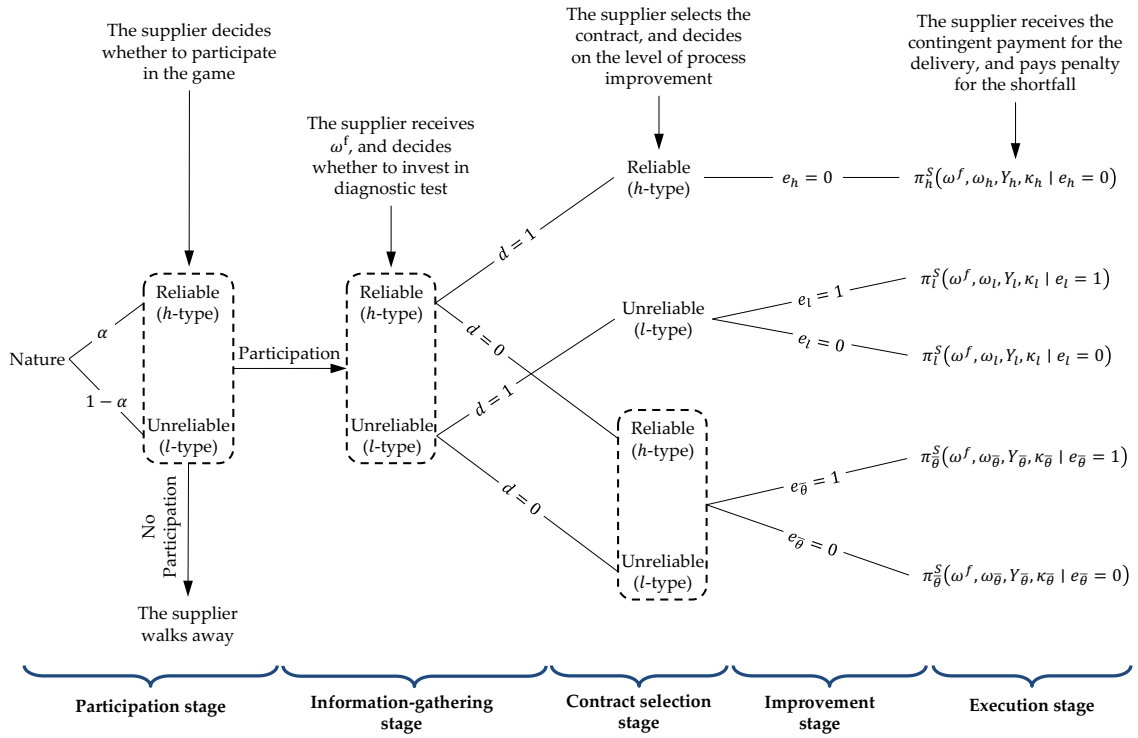 The supplier decides
whether to participate
in the game
The supplier receives
ω^f, and decides
whether to invest in
diagnostic test
The supplier selects the
contract, and decides
on the level of process
improvement
The supplier receives the
contingent payment for the
delivery, and pays penalty
for the shortfall
Nature
α
1 − α
Reliable
(h-type)
Unreliable
(l-type)
Participation
No
Participation
The supplier
walks away
Reliable
(h-type)
Unreliable
(l-type)
d = 1
d = 0
d = 1
d = 0
Reliable
(h-type)
Unreliable
(l-type)
Reliable
(h-type)
Unreliable
(l-type)
e_h = 0
e_l = 1
e_l = 0
e_θ̅ = 1
e_θ̅ = 0
π_h^S(ω^f, ω_h, Y_h, κ_h ∣ e_h = 0)
π_l^S(ω^f, ω_l, Y_l, κ_l ∣ e_l = 1)
π_l^S(ω^f, ω_l, Y_l, κ_l ∣ e_l = 0)
π_θ̅^S(ω^f, ω_θ̅, Y_θ̅, κ_θ̅ ∣ e_θ̅ = 1)
π_θ̅^S(ω^f, ω_θ̅, Y_θ̅, κ_θ̅ ∣ e_θ̅ = 0)
Participation stage
Information-gathering
stage
Contract selection
stage
Improvement
stage
Execution stage